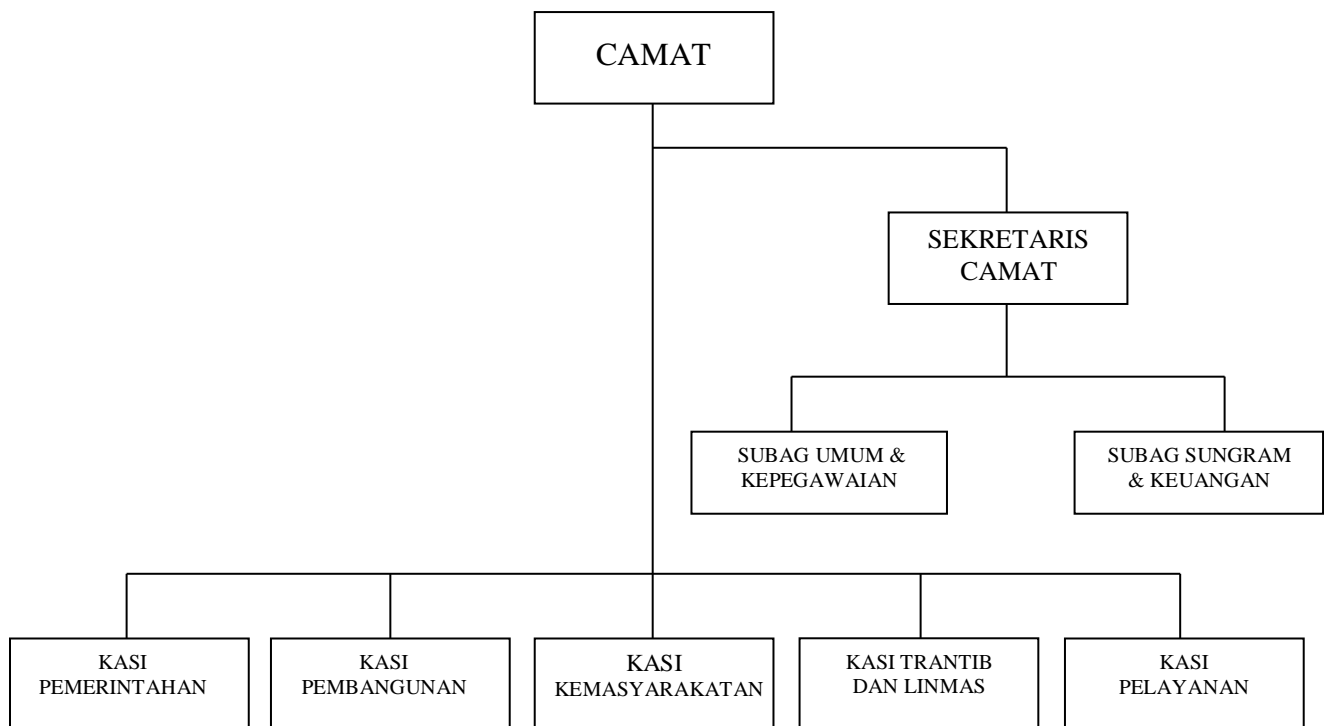 CAMAT
SEKRETARIS
CAMAT
SUBAG UMUM &
KEPEGAWAIAN
SUBAG SUNGRAM
& KEUANGAN
KASI
PEMERINTAHAN
KASI
PEMBANGUNAN
KASI
KEMASYARAKATAN
KASI TRANTIB
DAN LINMAS
KASI
PELAYANAN